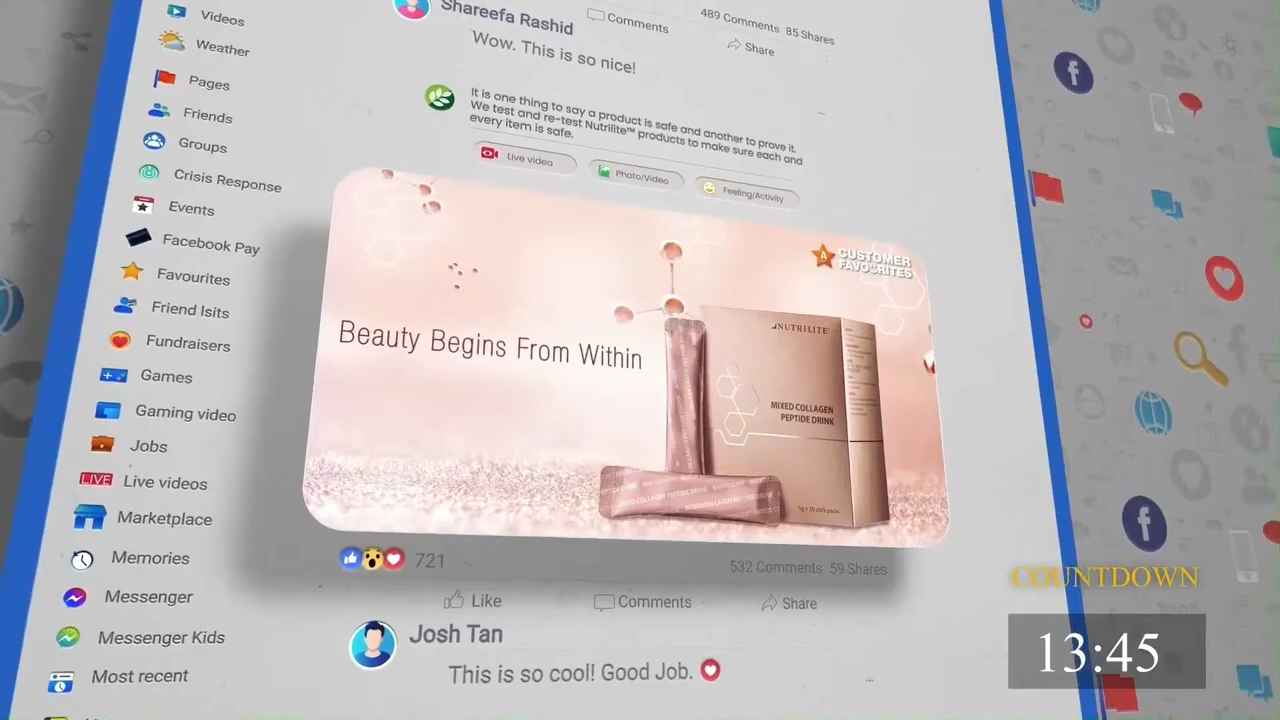 Videos
Weather
Pages
Friends
Groups
Crisis Response
Events
Facebook Pay
Favourites
Friend lsits
Fundraisers
Games
Gaming video
Jobs
LIVE
Live videos
Marketplace
Memories
Messenger
Messenger Kids
Most recent
Shareefa Rashid
Comments
489 Comments 85 Shares
Share
Wow. This is so nice!
It is one thing to say a product is safe and another to prove it.
We test and re-test Nutrilite™ products to make sure each and
every item is safe.
Live video
Photo/Video
Feeling/Activity
A
CUSTOMER
FAVOURITES
Beauty Begins From Within
NUTRILITE
MIXED COLLAGEN
PEPTIDE DRINK
721
532 Comments 59 Shares
Like
Comments
Share
Josh Tan
This is so cool! Good Job.
COUNTDOWN
13:45